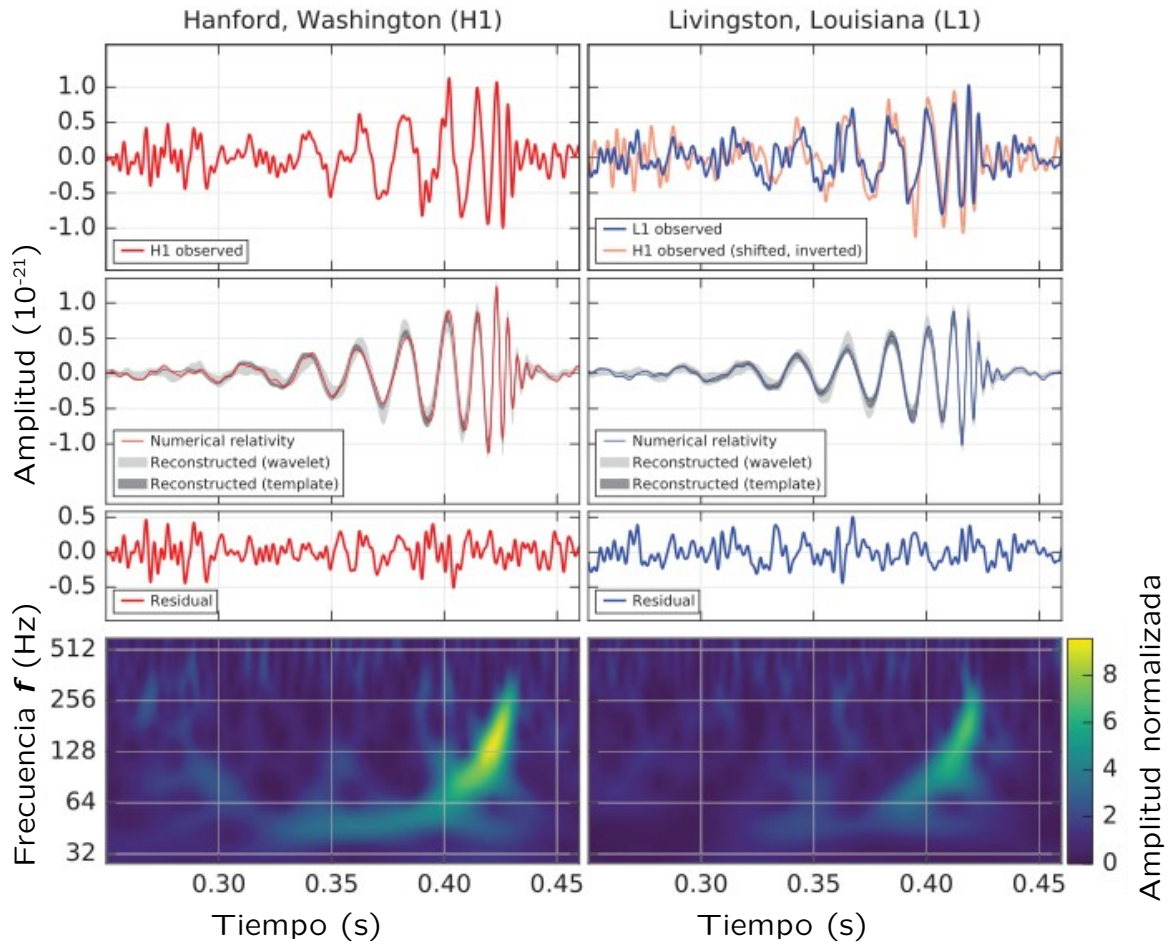 Hanford, Washington (H1)
Livingston, Louisiana (L1)
1.0
0.5
0.0
-0.5
-1.0
H1 observed
L1 observed
H1 observed (shifted, inverted)
Amplitud (10⁻²¹)
1.0
0.5
0.0
-0.5
-1.0
Numerical relativity
Reconstructed (wavelet)
Reconstructed (template)
Numerical relativity
Reconstructed (wavelet)
Reconstructed (template)
0.5
0.0
-0.5
Residual
Residual
Frecuencia f (Hz)
512
256
128
64
32
8
6
4
2
0
Amplitud normalizada
0.30
0.35
0.40
0.45
0.30
0.35
0.40
0.45
Tiempo (s)
Tiempo (s)